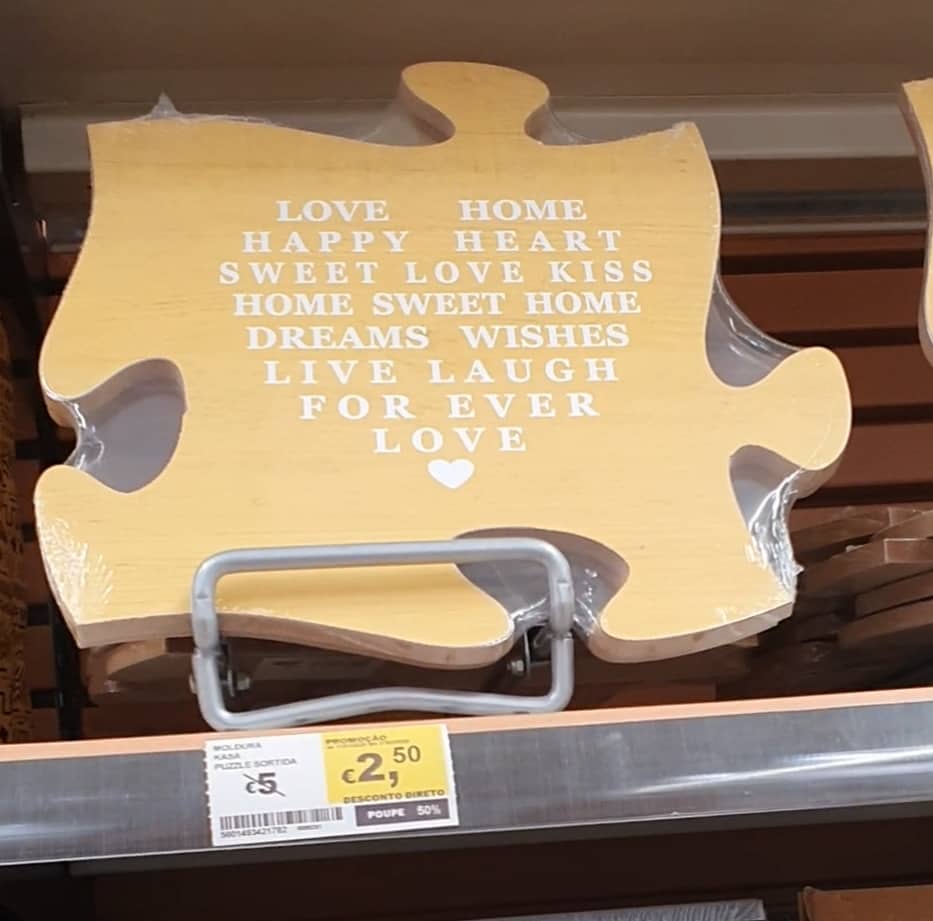 LOVE HOME
HAPPY HEART
SWEET LOVE KISS
HOME SWEET HOME
DREAMS WISHES
LIVE LAUGH
FOR EVER
LOVE
MOLDURA
KASA
PUZZLE SORTIDA
€5
PROMOÇÃO
€2,50
DESCONTO DIRETO
POUPE 50%
5601493421782